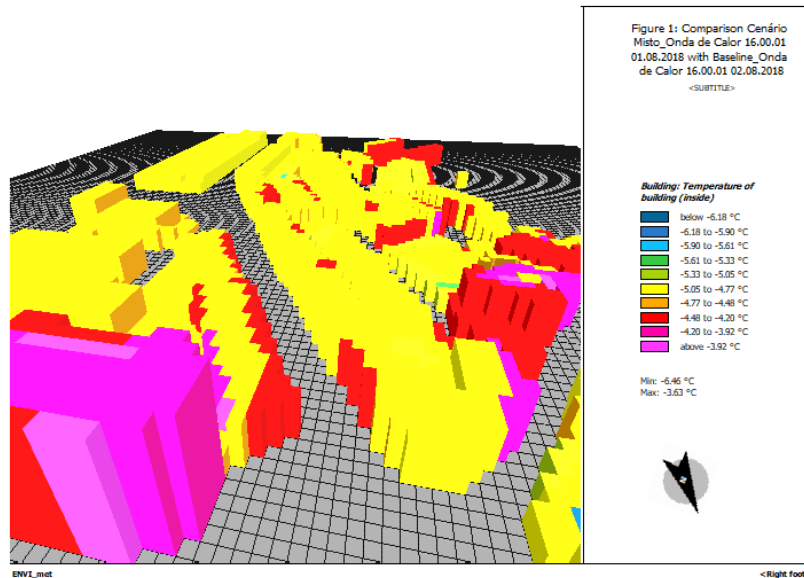 Figure 1: Comparison Cenário
Misto_Onda de Calor 16.00.01
01.08.2018 with Baseline_Onda
de Calor 16.00.01 02.08.2018
<SUBTITLE>
Building: Temperature of
building (inside)
below -6.18 °C
-6.18 to -5.90 °C
-5.90 to -5.61 °C
-5.61 to -5.33 °C
-5.33 to -5.05 °C
-5.05 to -4.77 °C
-4.77 to -4.48 °C
-4.48 to -4.20 °C
-4.20 to -3.92 °C
above -3.92 °C
Min: -6.46 °C
Max: -3.63 °C
ENVI_met
<Right foot